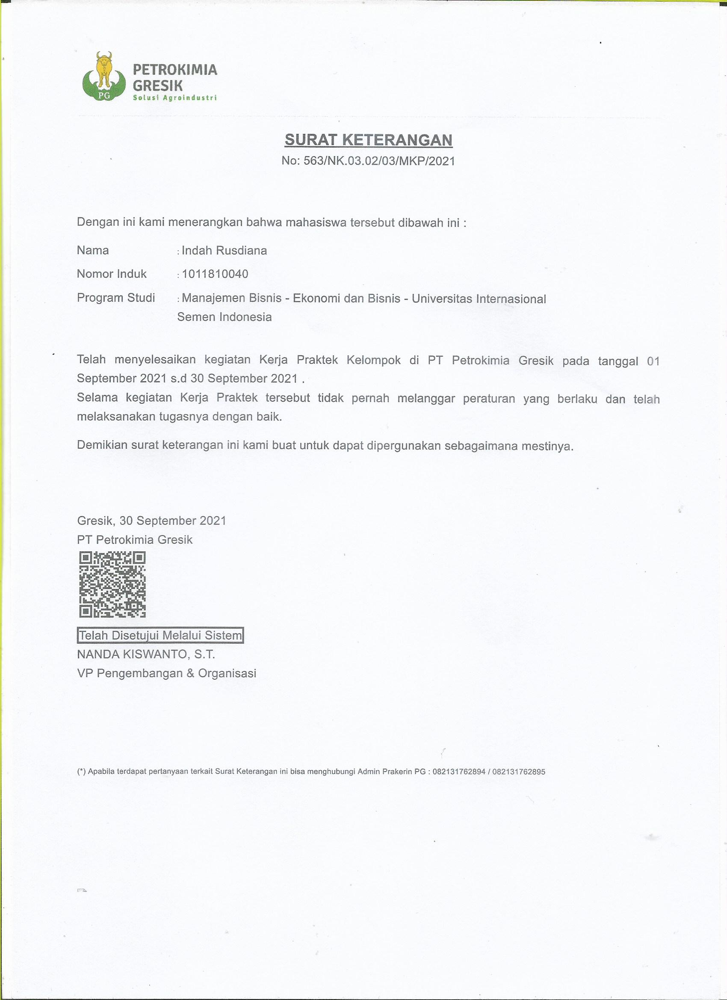 PG
PETROKIMIA
GRESIK
Solusi Agroindustri
SURAT KETERANGAN
No: 563/NK.03.02/03/MKP/2021
Dengan ini kami menerangkan bahwa mahasiswa tersebut dibawah ini :
Nama : Indah Rusdiana
Nomor Induk : 1011810040
Program Studi : Manajemen Bisnis - Ekonomi dan Bisnis - Universitas Internasional
Semen Indonesia
Telah menyelesaikan kegiatan Kerja Praktek Kelompok di PT Petrokimia Gresik pada tanggal 01
September 2021 s.d 30 September 2021 .
Selama kegiatan Kerja Praktek tersebut tidak pernah melanggar peraturan yang berlaku dan telah
melaksanakan tugasnya dengan baik.
Demikian surat keterangan ini kami buat untuk dapat dipergunakan sebagaimana mestinya.
Gresik, 30 September 2021
PT Petrokimia Gresik
Telah Disetujui Melalui Sistem
NANDA KISWANTO, S.T.
VP Pengembangan & Organisasi
(*) Apabila terdapat pertanyaan terkait Surat Keterangan ini bisa menghubungi Admin Prakerin PG : 082131762894 / 082131762895